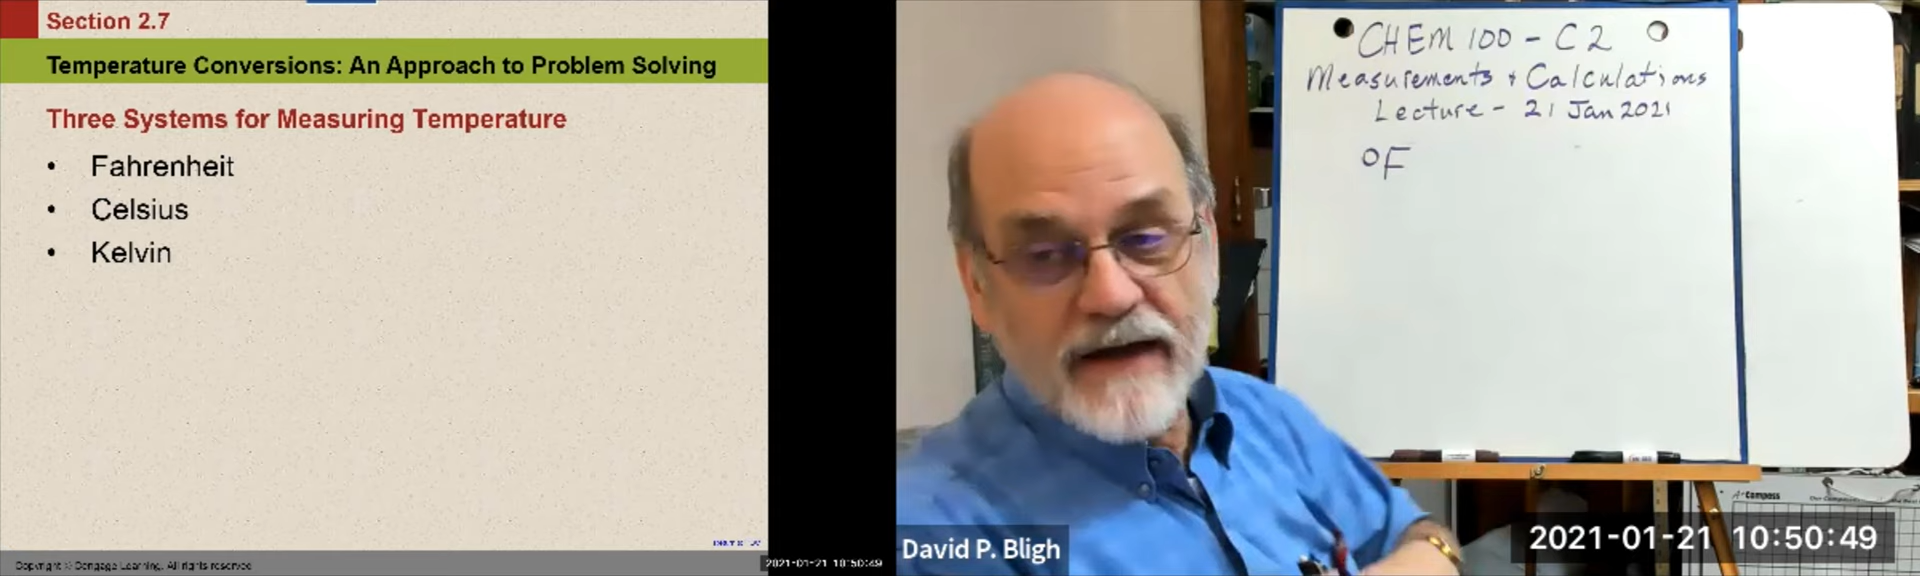 Section 2.7
Temperature Conversions: An Approach to Problem Solving
Three Systems for Measuring Temperature
• Fahrenheit
• Celsius
• Kelvin
Copyright © Cengage Learning. All rights reserved
2021-01-21 10:50:49
CHEM 100 - C2
Measurements + Calculations
Lecture - 21 Jan 2021
°F
A+ Compass
David P. Bligh
2021-01-21 10:50:49